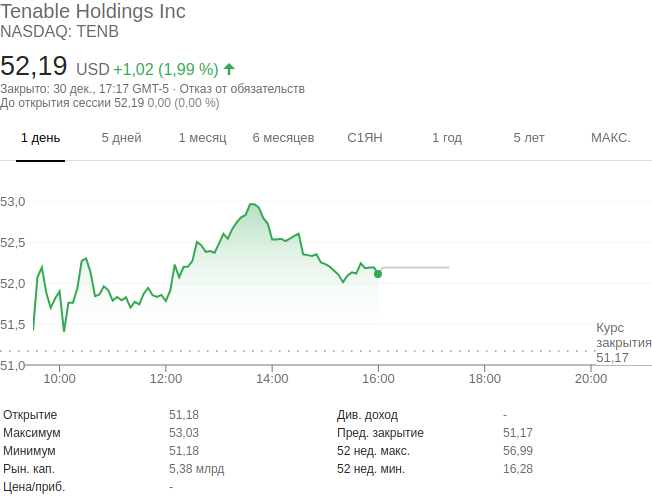 Tenable Holdings Inc
NASDAQ: TENB
52,19 USD +1,02 (1,99 %)
Закрыто: 30 дек., 17:17 GMT-5 · Отказ от обязательств
До открытия сессии 52,19 0,00 (0,00 %)
1 день 5 дней 1 месяц 6 месяцев С1ЯН 1 год 5 лет МАКС.
53,0
52,5
52,0
51,5
Курс закрытия 51,17
51,0
10:00 12:00 14:00 16:00 18:00 20:00
Открытие 51,18 Див. доход -
Максимум 53,03 Пред. закрытие 51,17
Минимум 51,18 52 нед. макс. 56,99
Рын. кап. 5,38 млрд 52 нед. мин. 16,28
Цена/приб. -